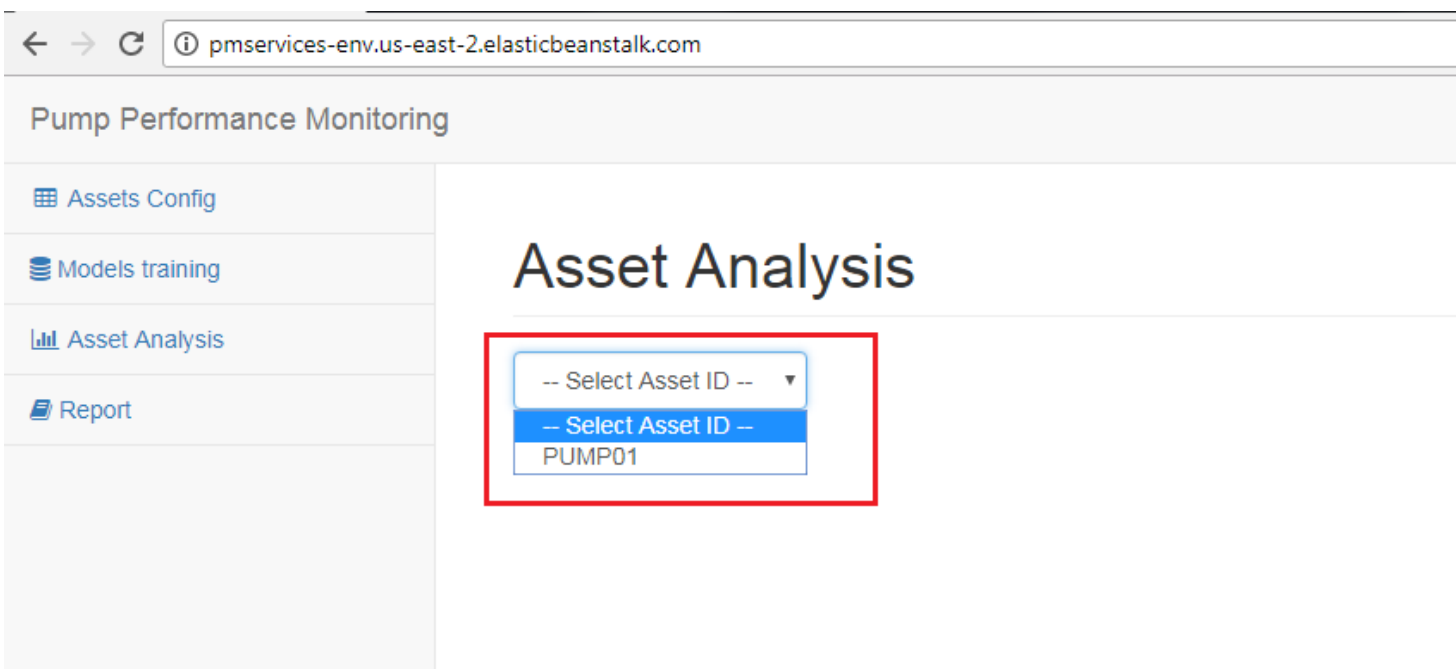 pmservices-env.us-east-2.elasticbeanstalk.com
Pump Performance Monitoring
Assets Config
Models training
Asset Analysis
Report
Asset Analysis
-- Select Asset ID --
-- Select Asset ID --
PUMP01